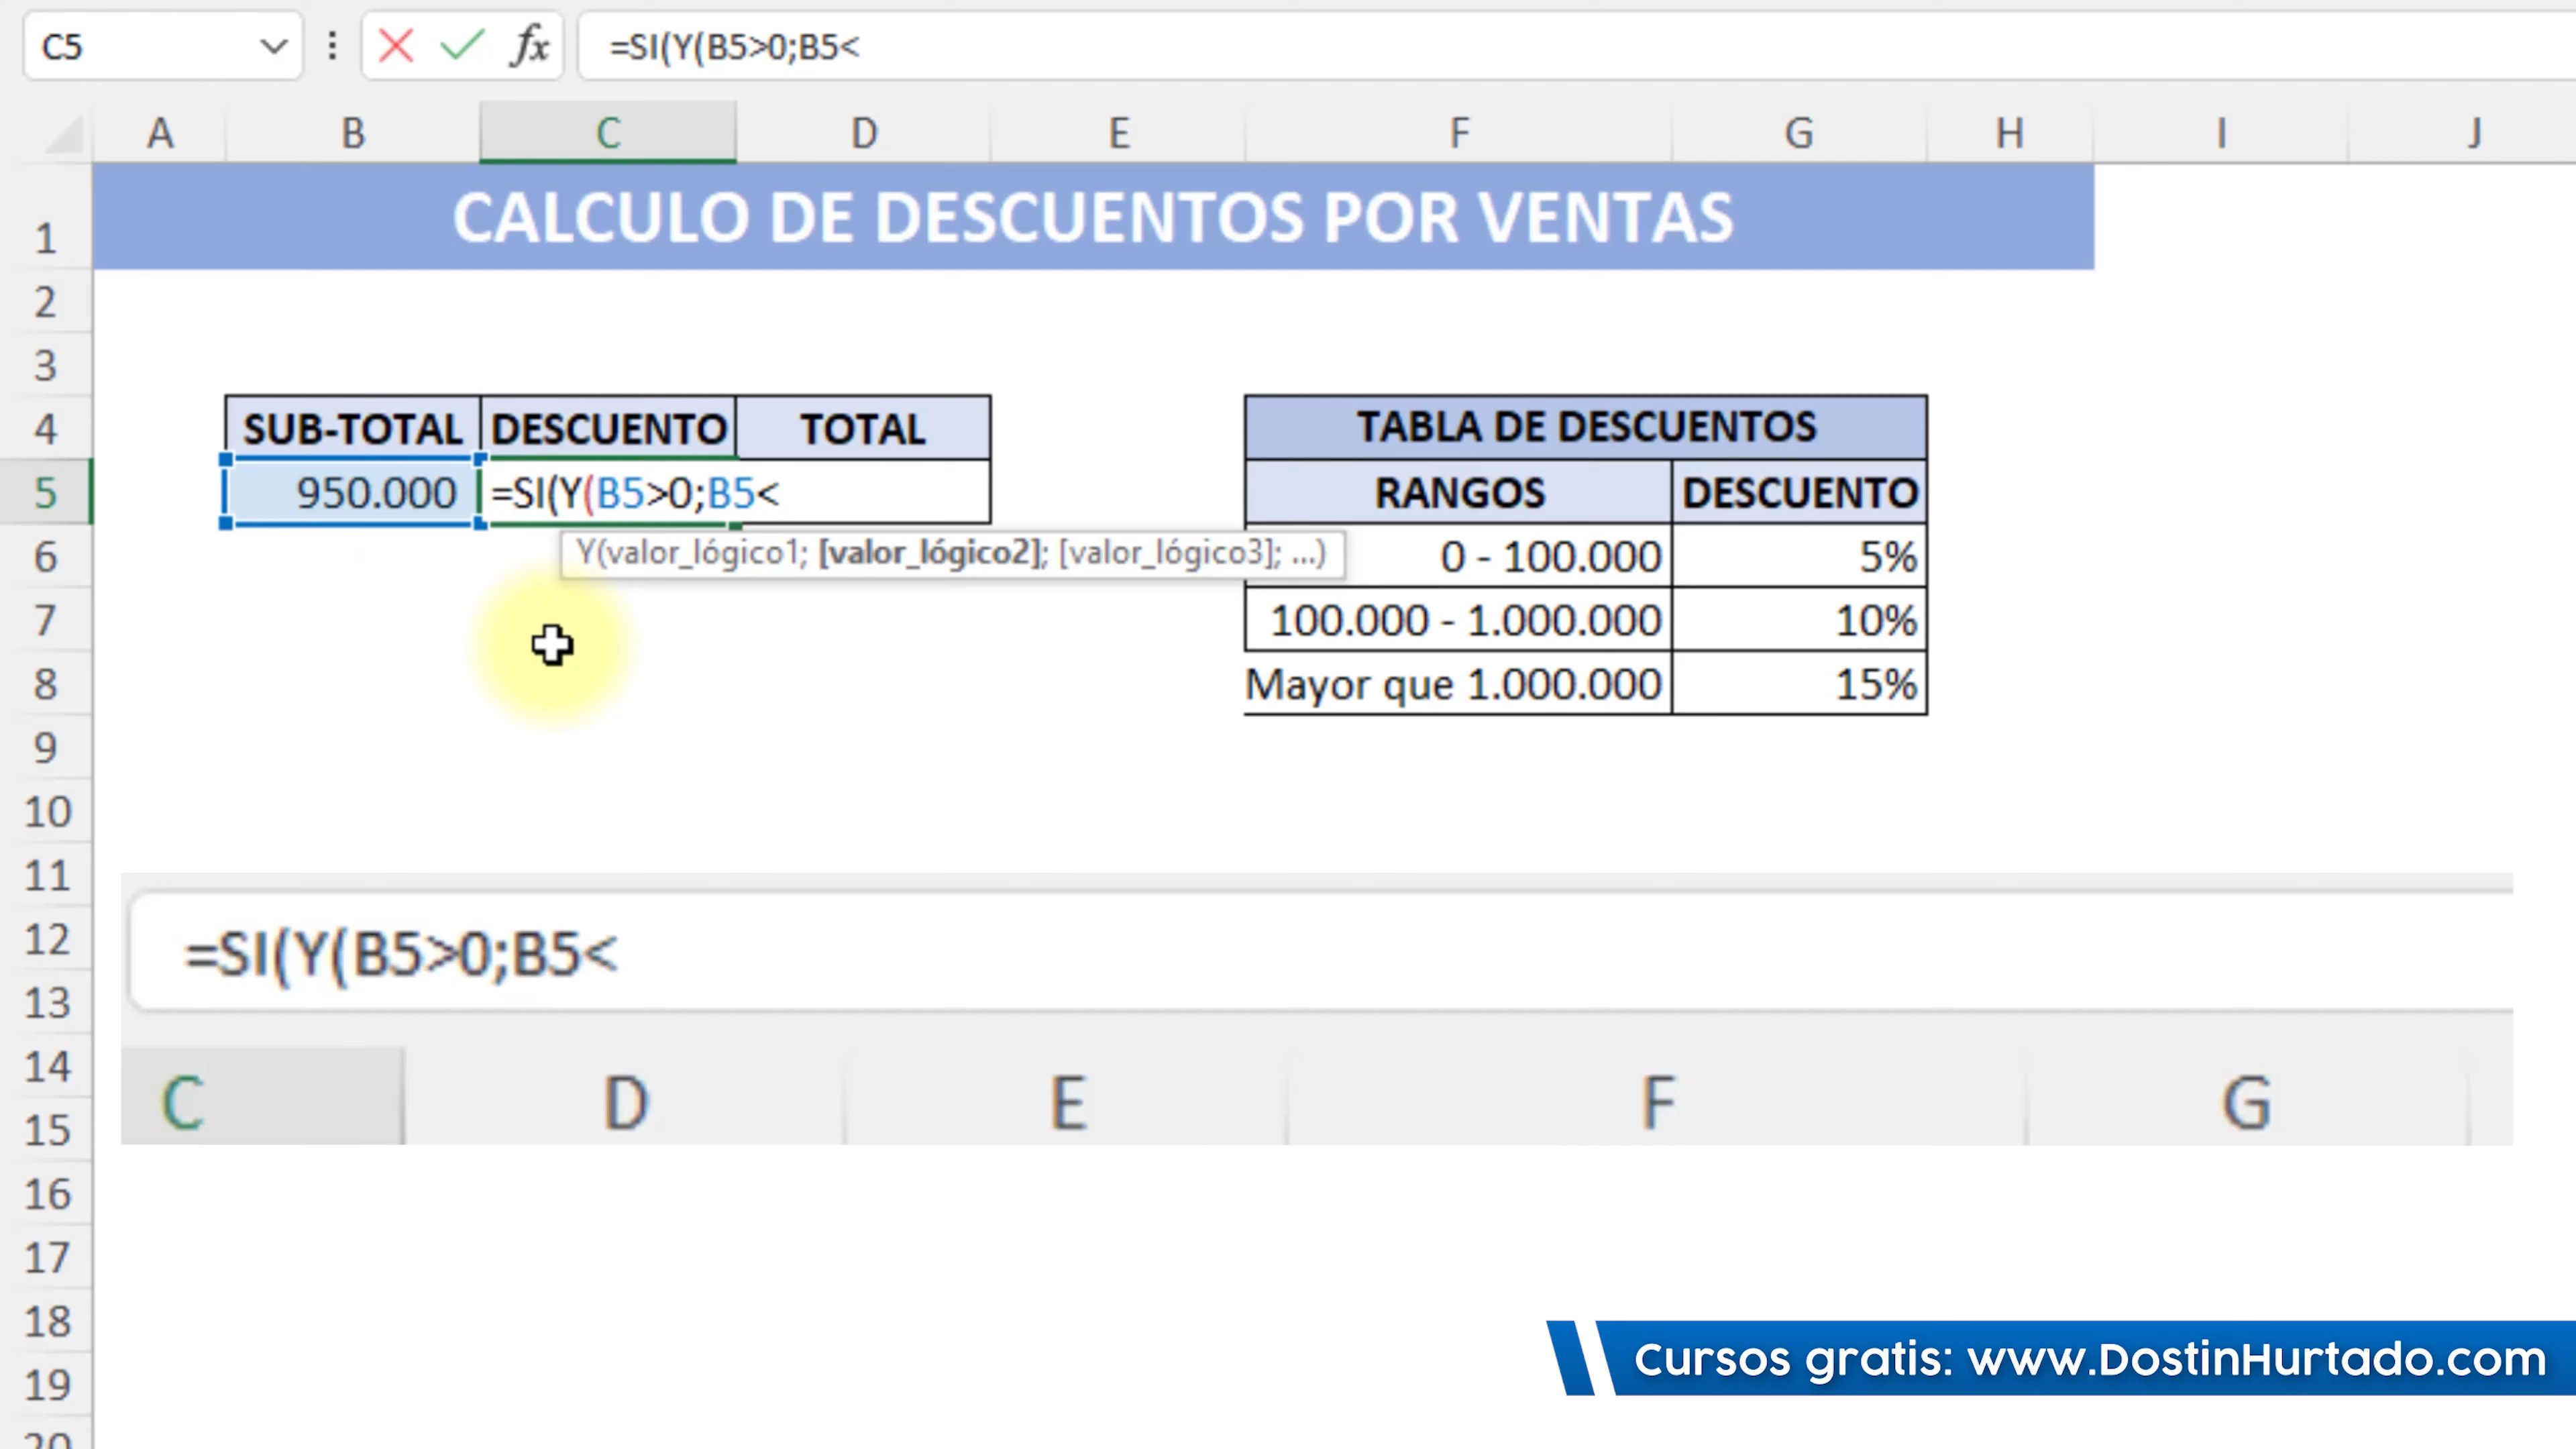 C5 fx =SI(Y(B5>0;B5<
A B C D E F G H I J
1 CALCULO DE DESCUENTOS POR VENTAS
2
3
4 SUB-TOTAL DESCUENTO TOTAL TABLA DE DESCUENTOS
5 950.000 =SI(Y(B5>0;B5< RANGOS DESCUENTO
6 Y(valor_lógico1; [valor_lógico2]; [valor_lógico3]; ...) 0 - 100.000 5%
7 100.000 - 1.000.000 10%
8 Mayor que 1.000.000 15%
9
10
11
12 =SI(Y(B5>0;B5<
13
14
C D E F G
15
16
17
18
Cursos gratis: www.DostinHurtado.com
19
20